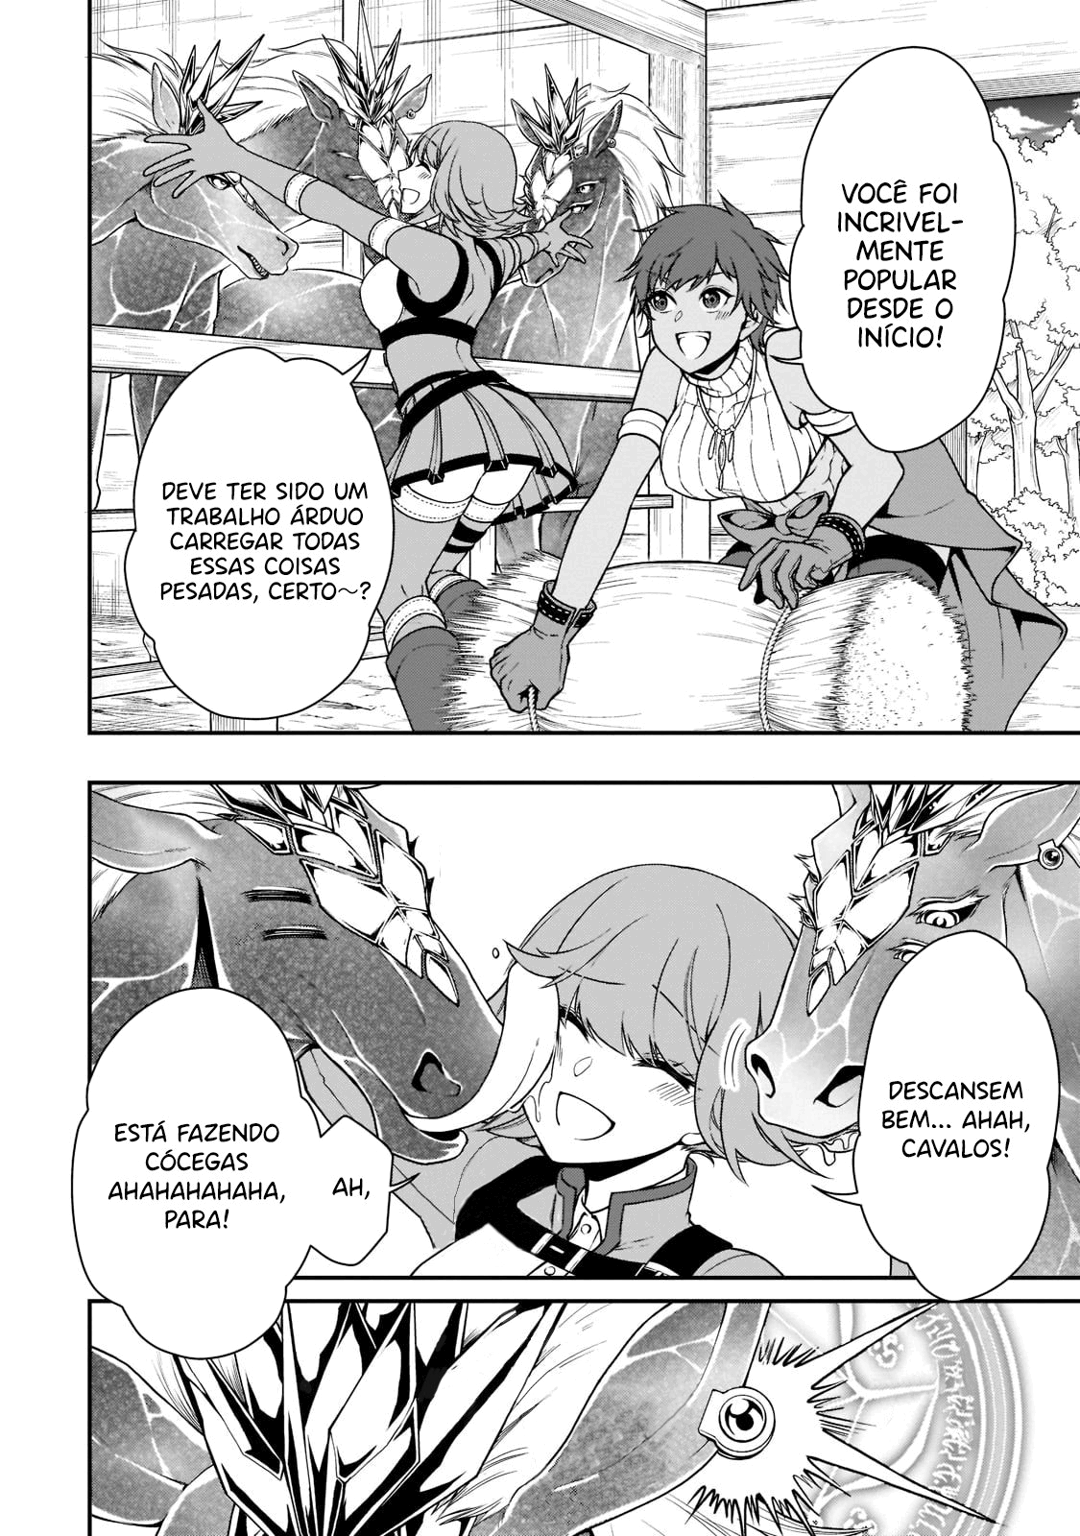 VOCÊ FOI
INCRIVEL-
MENTE
POPULAR
DESDE O
INÍCIO!
DEVE TER SIDO UM
TRABALHO ÁRDUO
CARREGAR TODAS
ESSAS COISAS
PESADAS, CERTO~?
DESCANSEM
BEM... AHAH,
CAVALOS!
AH,
ESTÁ FAZENDO
CÓCEGAS
AHAHAHAHAHA,
PARA!